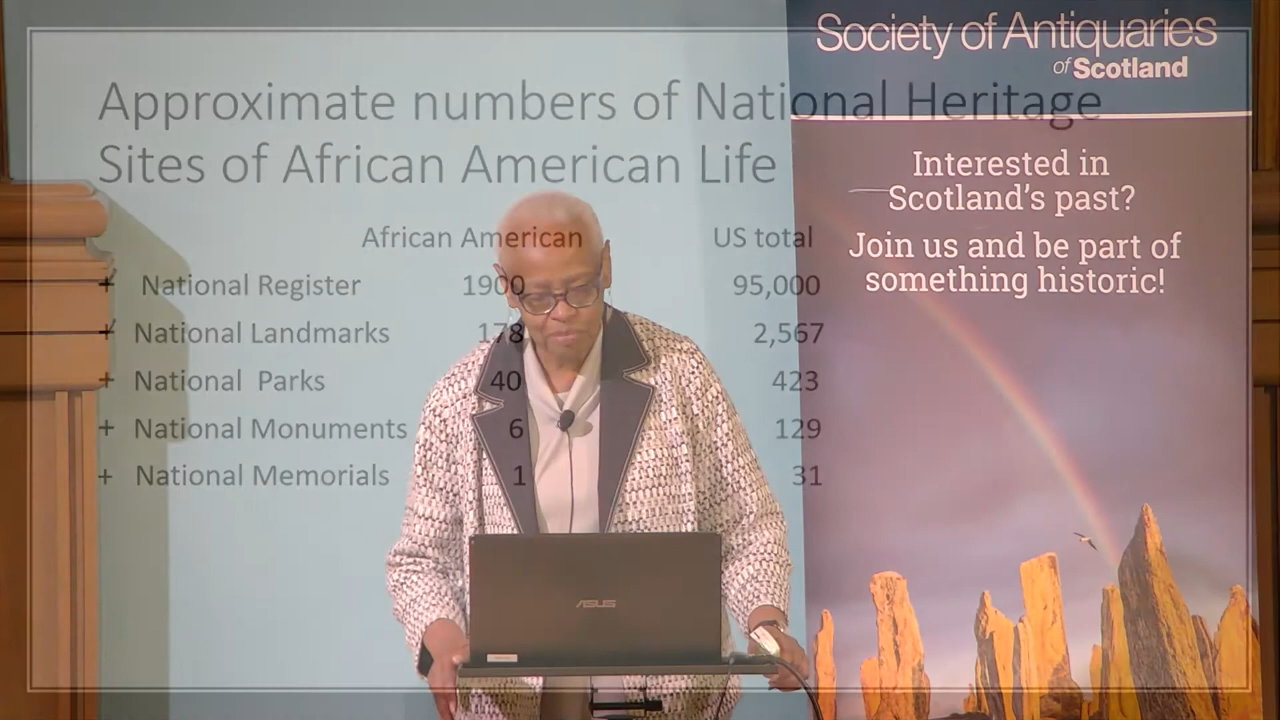 Society of Antiquaries
of Scotland
Approximate numbers of National Heritage
Sites of African American Life
African American US total
+ National Register 1900 95,000
+ National Landmarks 178 2,567
+ National Parks 40 423
+ National Monuments 6 129
+ National Memorials 1 31
Interested in
Scotland's past?
Join us and be part of
something historic!
ASUS